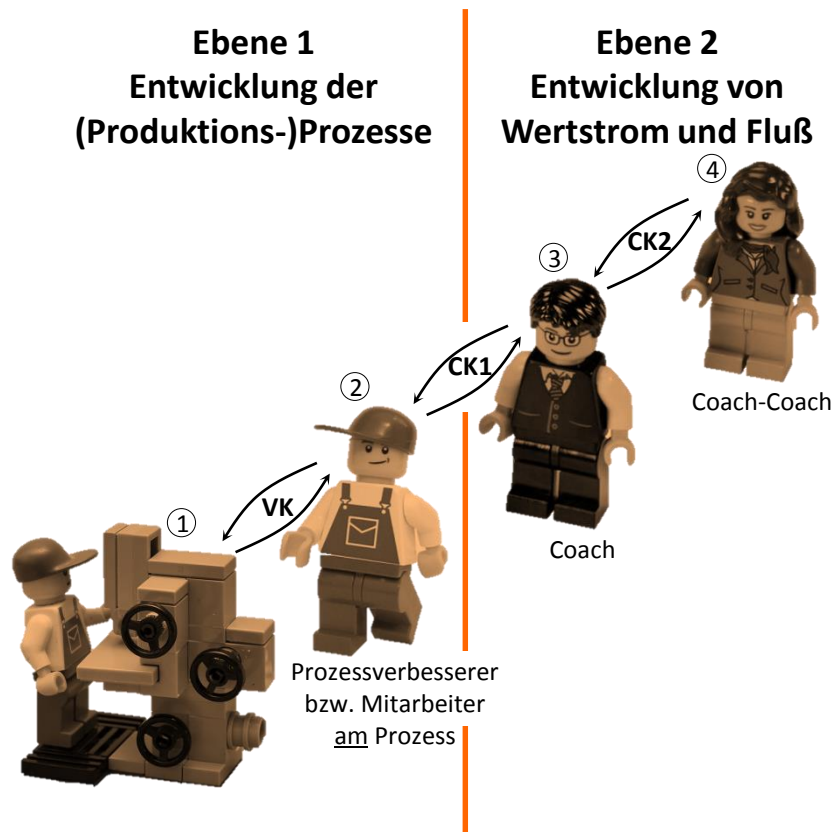 Ebene 1
Entwicklung der
(Produktions-)Prozesse
Ebene 2
Entwicklung von
Wertstrom und Fluß
④
CK2
③
Coach-Coach
CK1
②
Coach
VK
①
Prozessverbesserer
bzw. Mitarbeiter
am Prozess